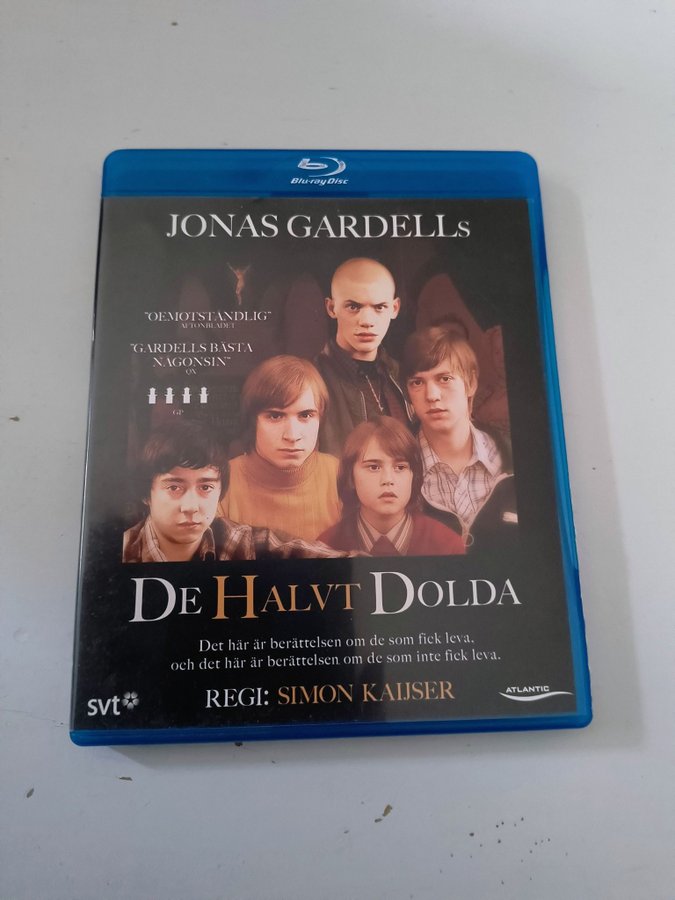 Blu-ray Disc
JONAS GARDELLs
"OEMOTSTÅNDLIG"
AFTONBLADET
"GARDELLS BÄSTA
NÅGONSIN"
QX
GP
DE HALVT DOLDA
Det här är berättelsen om de som fick leva,
och det här är berättelsen om de som inte fick leva.
REGI: SIMON KAIJSER
svt
ATLANTIC